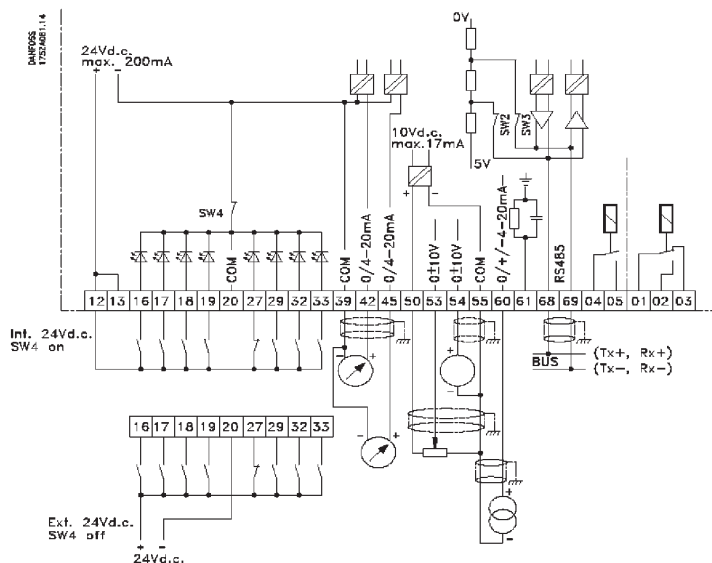 DANFOSS
175ZA081.14
24Vd.c.
max. 200mA
+ −
0V
10Vd.c.
max.17mA
+ −
SW2
SW3
5V
SW4
COM
COM
0/4-20mA
0/4-20mA
0±10V
0±10V
COM
0/+/-4-20mA
RS485
12 13 16 17 18 19 20 27 29 32 33 39 42 45 50 53 54 55 60 61 68 69 04 05 01 02 03
Int. 24Vd.c.
SW4 on
− +
+
−
BUS
(Tx+, Rx+)
(Tx−, Rx−)
16 17 18 19 20 27 29 32 33
− +
+
−
Ext. 24Vd.c.
SW4 off
+ −
24Vd.c.